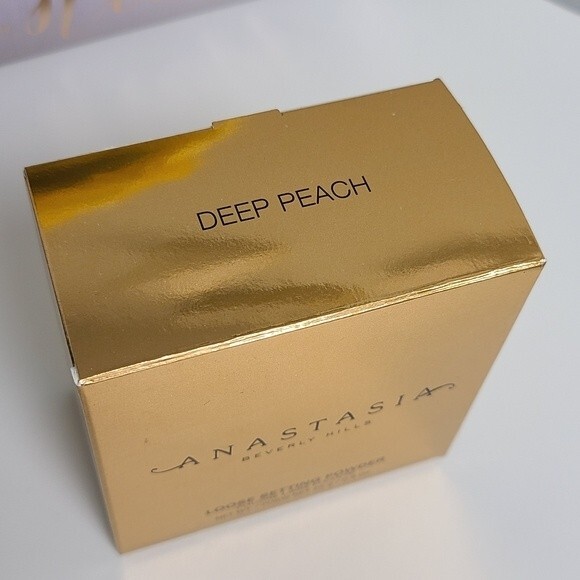 DEEP PEACH
ANASTASIA
BEVERLY HILLS
LOOSE SETTING POWDER